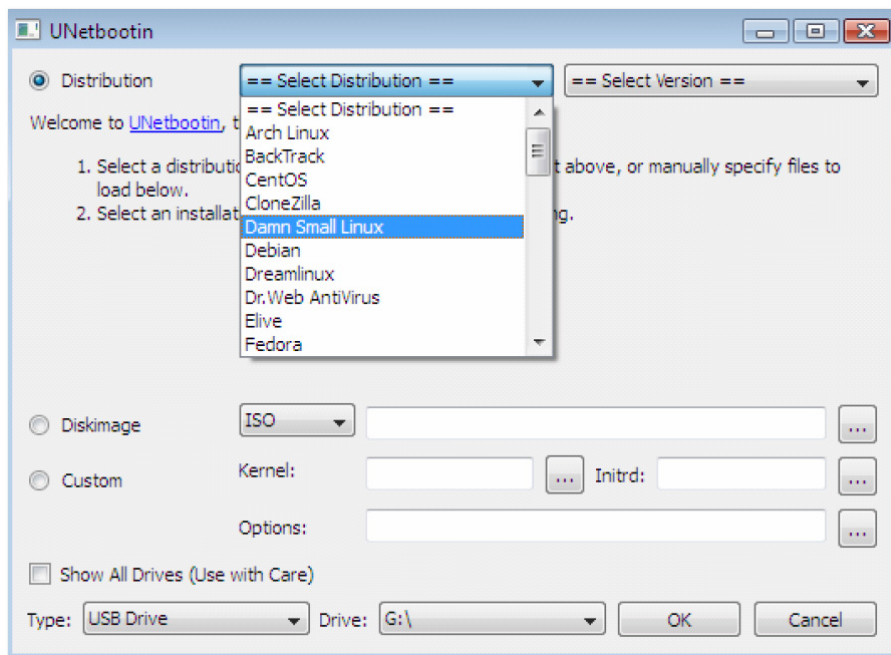 UNetbootin
Distribution == Select Distribution == == Select Version ==
== Select Distribution ==
Arch Linux
BackTrack
CentOS
CloneZilla
Damn Small Linux
Debian
Dreamlinux
Dr.Web AntiVirus
Elive
Fedora
Welcome to UNetbootin, t
1. Select a distributio t above, or manually specify files to
load below.
2. Select an installat ng.
Diskimage ISO ...
Custom Kernel: ... Initrd: ...
Options: ...
Show All Drives (Use with Care)
Type: USB Drive Drive: G:\ OK Cancel